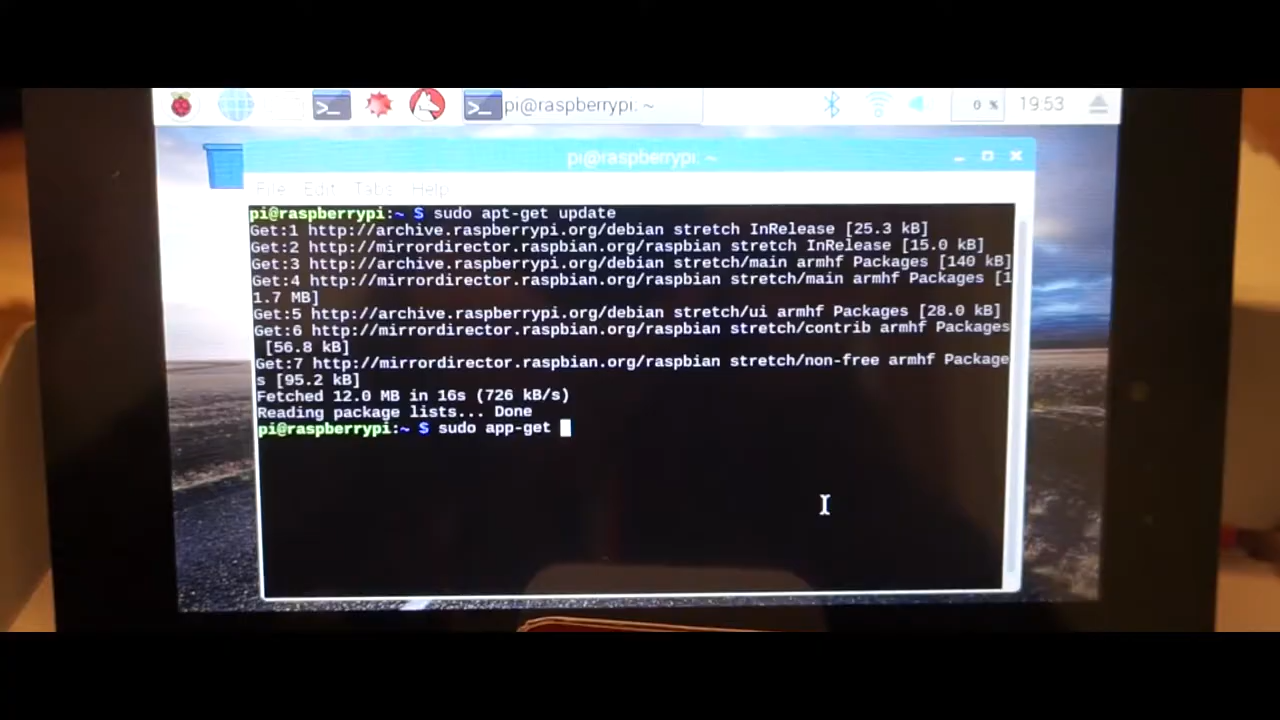 pi@raspberrypi: ~
0 %
19:53
pi@raspberrypi: ~
File Edit Tabs Help
pi@raspberrypi:~ $ sudo apt-get update
Get:1 http://archive.raspberrypi.org/debian stretch InRelease [25.3 kB]
Get:2 http://mirrordirector.raspbian.org/raspbian stretch InRelease [15.0 kB]
Get:3 http://archive.raspberrypi.org/debian stretch/main armhf Packages [140 kB]
Get:4 http://mirrordirector.raspbian.org/raspbian stretch/main armhf Packages [1
1.7 MB]
Get:5 http://archive.raspberrypi.org/debian stretch/ui armhf Packages [28.0 kB]
Get:6 http://mirrordirector.raspbian.org/raspbian stretch/contrib armhf Packages
[56.8 kB]
Get:7 http://mirrordirector.raspbian.org/raspbian stretch/non-free armhf Package
s [95.2 kB]
Fetched 12.0 MB in 16s (726 kB/s)
Reading package lists... Done
pi@raspberrypi:~ $ sudo app-get